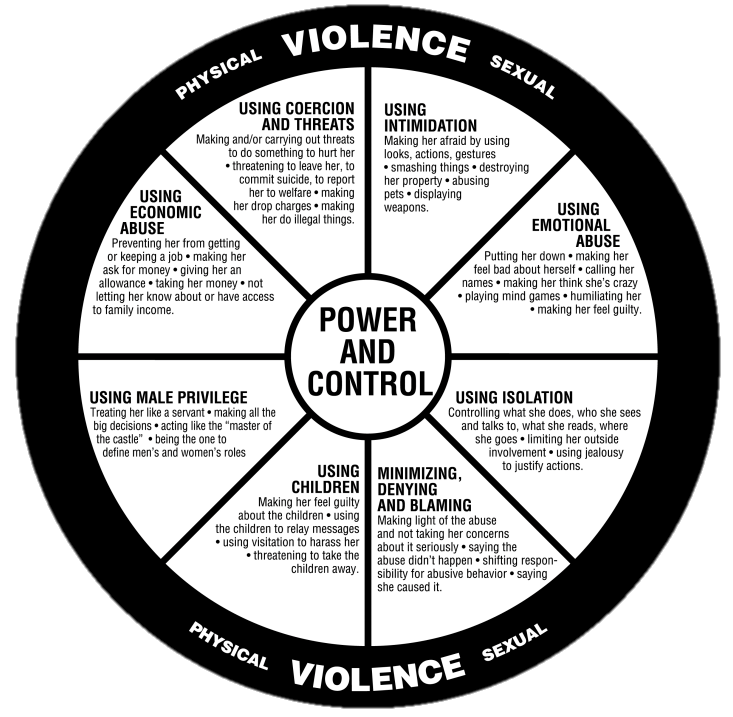 PHYSICAL VIOLENCE SEXUAL
USING COERCION
AND THREATS
Making and/or carrying out threats
to do something to hurt her
• threatening to leave her, to
commit suicide, to report
her to welfare • making
her drop charges • making
her do illegal things.
USING
INTIMIDATION
Making her afraid by using
looks, actions, gestures
• smashing things • destroying
her property • abusing
pets • displaying
weapons.
USING
EMOTIONAL
ABUSE
Putting her down • making her
feel bad about herself • calling her
names • making her think she's crazy
• playing mind games • humiliating her
• making her feel guilty.
USING ISOLATION
Controlling what she does, who she sees
and talks to, what she reads, where
she goes • limiting her outside
involvement • using jealousy
to justify actions.
MINIMIZING,
DENYING
AND BLAMING
Making light of the abuse
and not taking her concerns
about it seriously • saying the
abuse didn't happen • shifting respon-
sibility for abusive behavior • saying
she caused it.
USING
CHILDREN
Making her feel guilty
about the children • using
the children to relay messages
• using visitation to harass her
• threatening to take the
children away.
USING MALE PRIVILEGE
Treating her like a servant • making all the
big decisions • acting like the "master of
the castle" • being the one to
define men's and women's roles
USING
ECONOMIC
ABUSE
Preventing her from getting
or keeping a job • making her
ask for money • giving her an
allowance • taking her money • not
letting her know about or have access
to family income.
POWER
AND
CONTROL
PHYSICAL VIOLENCE SEXUAL